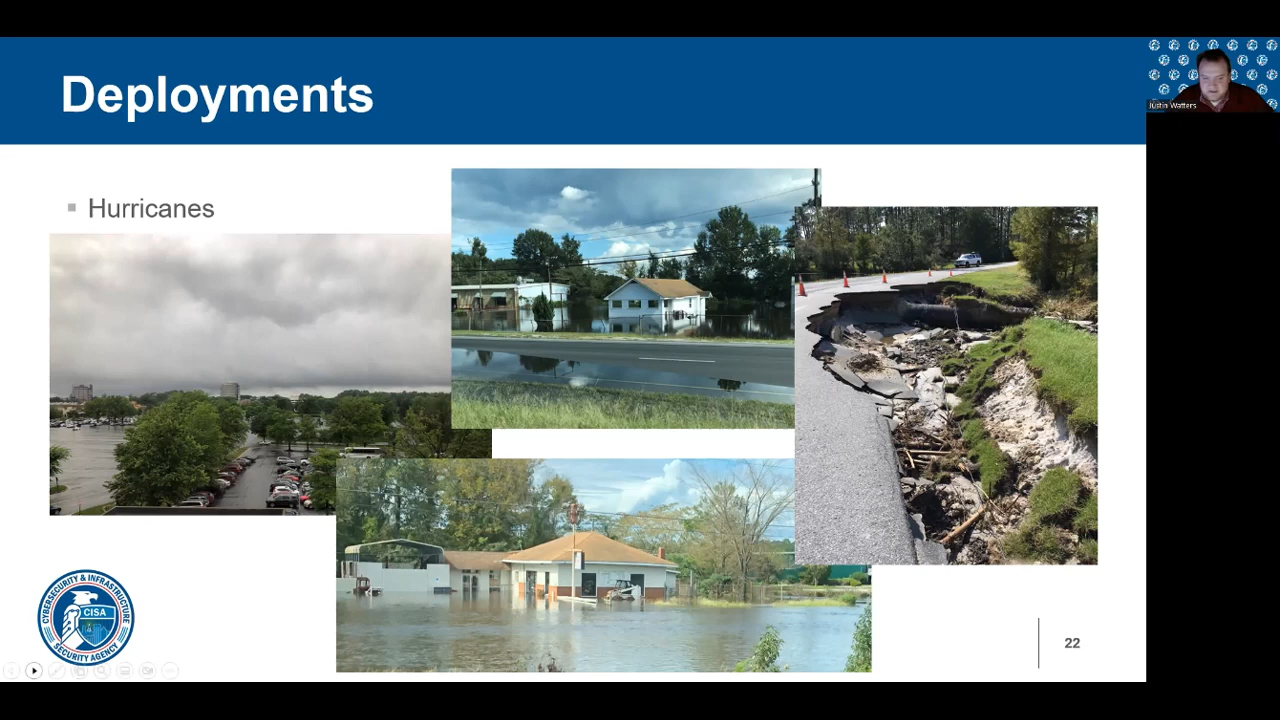 Deployments
Justin Watters
Hurricanes
CYBERSECURITY & INFRASTRUCTURE
CISA
SECURITY AGENCY
22